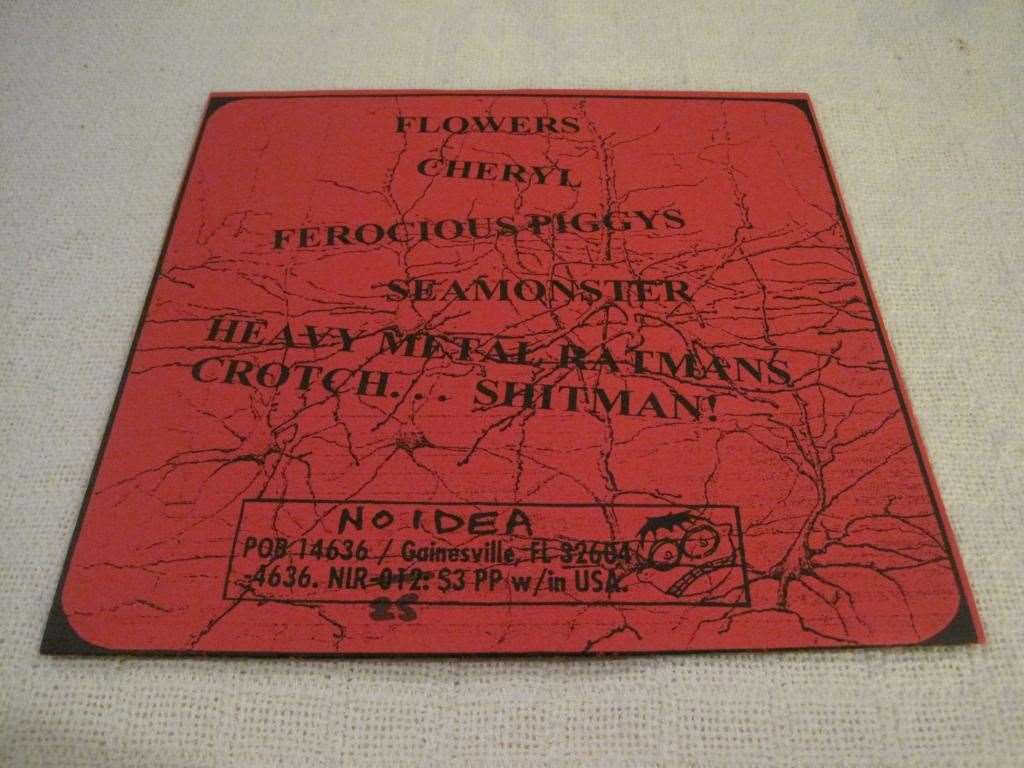 FLOWERS
CHERYL
FEROCIOUS PIGGYS
SEAMONSTER
HEAVY METAL RATMANS
CROTCH... SHITMAN!
NO IDEA
POB 14636 / Gainesville, FL 32604
-4636. NIR-012: $3 PP w/in USA.
25